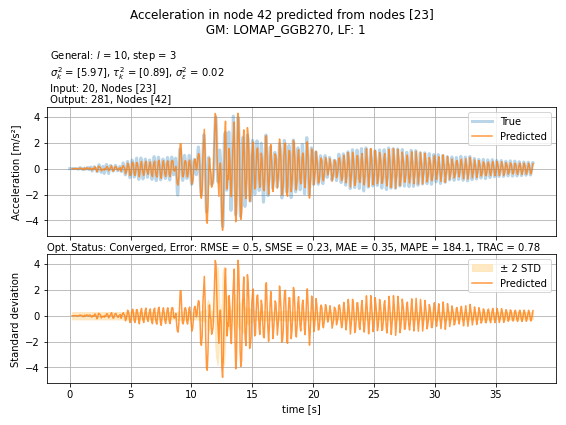 Acceleration in node 42 predicted from nodes [23]
GM: LOMAP_GGB270, LF: 1
General: l = 10, step = 3
σ²ₖ = [5.97], τ²ₖ = [0.89], σ²ε = 0.02
Input: 20, Nodes [23]
Output: 281, Nodes [42]
Acceleration [m/s²]
4
2
0
−2
−4
True
Predicted
Opt. Status: Converged, Error: RMSE = 0.5, SMSE = 0.23, MAE = 0.35, MAPE = 184.1, TRAC = 0.78
Standard deviation
4
2
0
−2
−4
± 2 STD
Predicted
0 5 10 15 20 25 30 35
time [s]